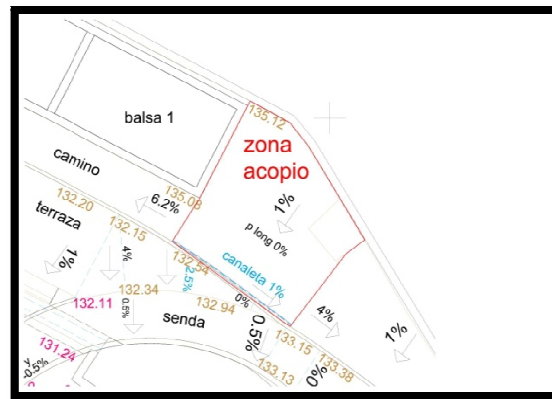 135.12
balsa 1
zona
acopio
camino
135.08
6.2%
1%
132.20
terraza
132.15
p long 0%
132.54
canaleta 1%
4%
1%
2.5%
132.34
132.11
0.5%
132.94
0%
senda
0.5%
4%
133.15
1%
131.24
-0.5%
133.13
133.38